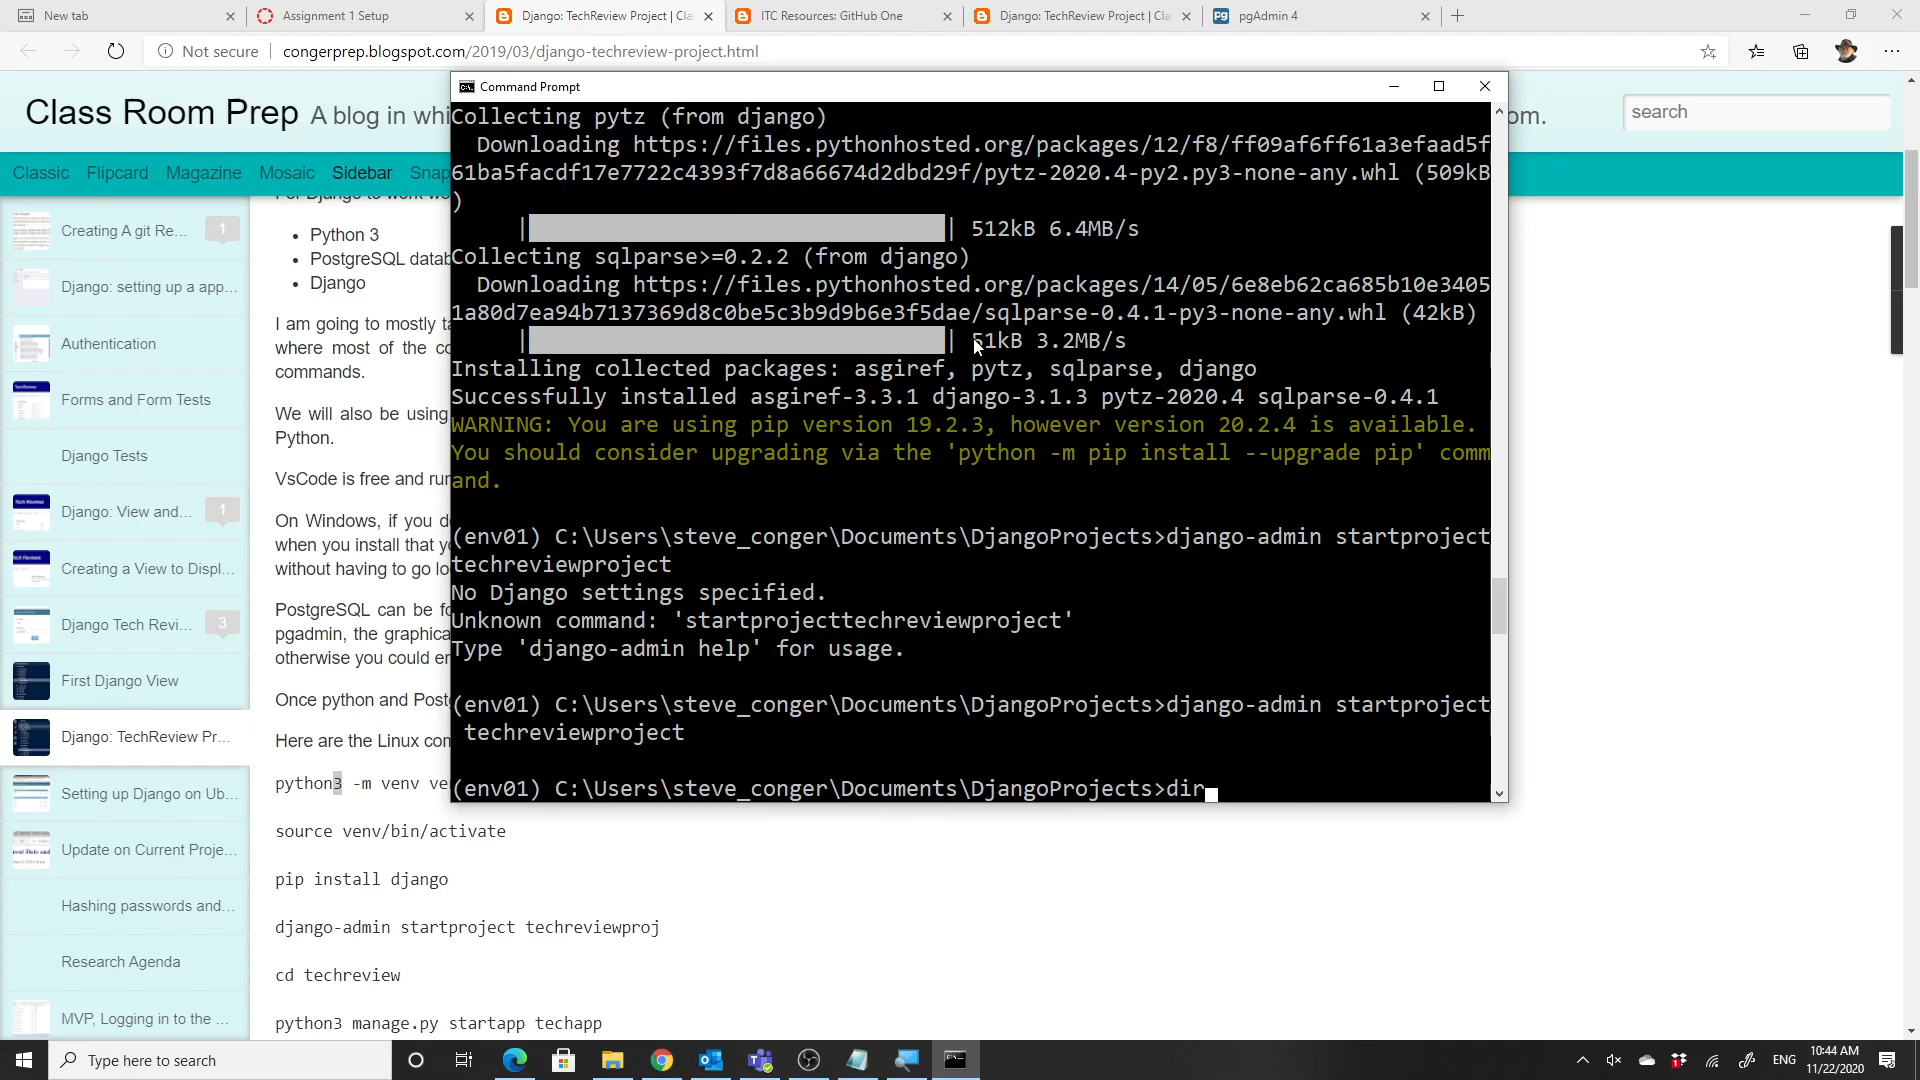 New tab
Assignment 1 Setup
Django: TechReview Project | Cla
ITC Resources: GitHub One
Django: TechReview Project | Cla
pgAdmin 4
Not secure
congerprep.blogspot.com/2019/03/django-techreview-project.html
Class Room Prep
A blog in whi
om.
search
Classic
Flipcard
Magazine
Mosaic
Sidebar
Snap
Creating A git Re...
1
Django: setting up a app...
Authentication
Forms and Form Tests
Django Tests
Django: View and...
1
Creating a View to Displ...
Django Tech Revi...
3
First Django View
Django: TechReview Pr...
Setting up Django on Ub...
Update on Current Proje...
Hashing passwords and...
Research Agenda
MVP, Logging in to the ...
Python 3
PostgreSQL datab
Django
I am going to mostly ta
where most of the co
commands.
We will also be using
Python.
VsCode is free and run
On Windows, if you d
when you install that yo
without having to go lo
PostgreSQL can be fo
pgadmin, the graphica
otherwise you could en
Once python and Postg
Here are the Linux com
python3 -m venv ve
source venv/bin/activate
pip install django
django-admin startproject techreviewproj
cd techreview
python3 manage.py startapp techapp
Command Prompt
Collecting pytz (from django)
Downloading https://files.pythonhosted.org/packages/12/f8/ff09af6ff61a3efaad5f
61ba5facdf17e7722c4393f7d8a66674d2dbd29f/pytz-2020.4-py2.py3-none-any.whl (509kB
)
| | 512kB 6.4MB/s
Collecting sqlparse>=0.2.2 (from django)
Downloading https://files.pythonhosted.org/packages/14/05/6e8eb62ca685b10e3405
1a80d7ea94b7137369d8c0be5c3b9d9b6e3f5dae/sqlparse-0.4.1-py3-none-any.whl (42kB)
| | 51kB 3.2MB/s
Installing collected packages: asgiref, pytz, sqlparse, django
Successfully installed asgiref-3.3.1 django-3.1.3 pytz-2020.4 sqlparse-0.4.1
WARNING: You are using pip version 19.2.3, however version 20.2.4 is available.
You should consider upgrading via the 'python -m pip install --upgrade pip' comm
and.
(env01) C:\Users\steve_conger\Documents\DjangoProjects>django-admin startproject
techreviewproject
No Django settings specified.
Unknown command: 'startprojecttechreviewproject'
Type 'django-admin help' for usage.
(env01) C:\Users\steve_conger\Documents\DjangoProjects>django-admin startproject
techreviewproject
(env01) C:\Users\steve_conger\Documents\DjangoProjects>dir
Type here to search
ENG
10:44 AM
11/22/2020